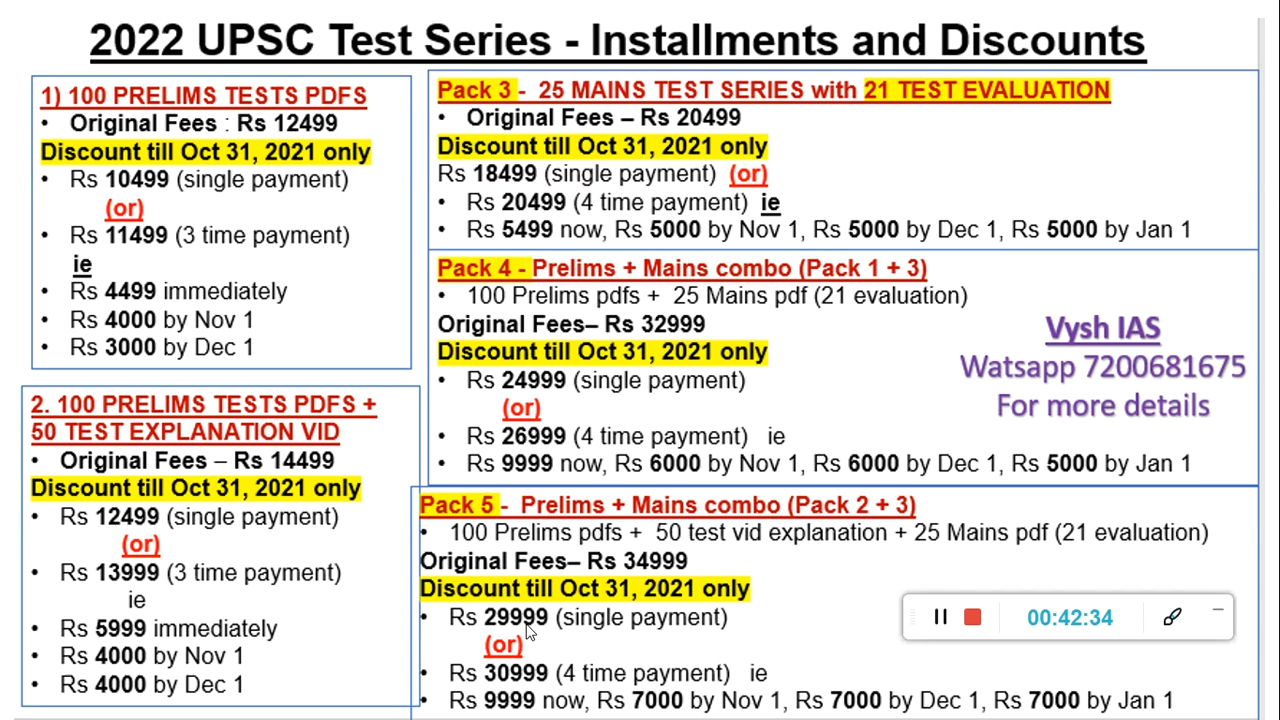 2022 UPSC Test Series - Installments and Discounts
1) 100 PRELIMS TESTS PDFS
• Original Fees : Rs 12499
Discount till Oct 31, 2021 only
• Rs 10499 (single payment)
(or)
• Rs 11499 (3 time payment)
ie
• Rs 4499 immediately
• Rs 4000 by Nov 1
• Rs 3000 by Dec 1
2. 100 PRELIMS TESTS PDFS +
50 TEST EXPLANATION VID
• Original Fees – Rs 14499
Discount till Oct 31, 2021 only
• Rs 12499 (single payment)
(or)
• Rs 13999 (3 time payment)
ie
• Rs 5999 immediately
• Rs 4000 by Nov 1
• Rs 4000 by Dec 1
Pack 3 - 25 MAINS TEST SERIES with 21 TEST EVALUATION
• Original Fees – Rs 20499
Discount till Oct 31, 2021 only
Rs 18499 (single payment) (or)
• Rs 20499 (4 time payment) ie
• Rs 5499 now, Rs 5000 by Nov 1, Rs 5000 by Dec 1, Rs 5000 by Jan 1
Pack 4 - Prelims + Mains combo (Pack 1 + 3)
• 100 Prelims pdfs + 25 Mains pdf (21 evaluation)
Original Fees– Rs 32999
Discount till Oct 31, 2021 only
• Rs 24999 (single payment)
(or)
• Rs 26999 (4 time payment) ie
• Rs 9999 now, Rs 6000 by Nov 1, Rs 6000 by Dec 1, Rs 5000 by Jan 1
Vysh IAS
Watsapp 7200681675
For more details
Pack 5 - Prelims + Mains combo (Pack 2 + 3)
• 100 Prelims pdfs + 50 test vid explanation + 25 Mains pdf (21 evaluation)
Original Fees– Rs 34999
Discount till Oct 31, 2021 only
• Rs 29999 (single payment)
(or)
• Rs 30999 (4 time payment) ie
• Rs 9999 now, Rs 7000 by Nov 1, Rs 7000 by Dec 1, Rs 7000 by Jan 1
00:42:34